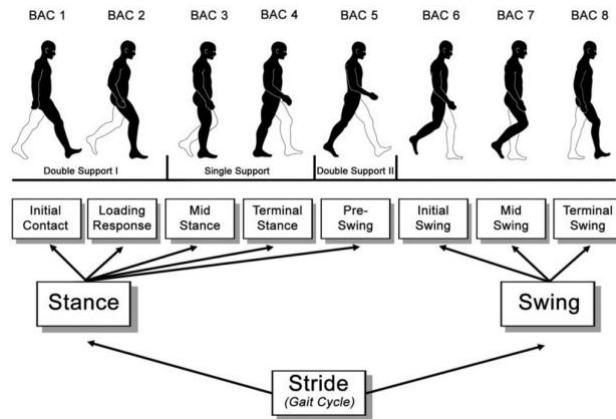 BAC 1 BAC 2 BAC 3 BAC 4 BAC 5 BAC 6 BAC 7 BAC 8
Double Support I Single Support Double Support II
Initial Loading Mid Terminal Pre- Initial Mid Terminal
Contact Response Stance Stance Swing Swing Swing Swing
Stance Swing
Stride
(Gait Cycle)